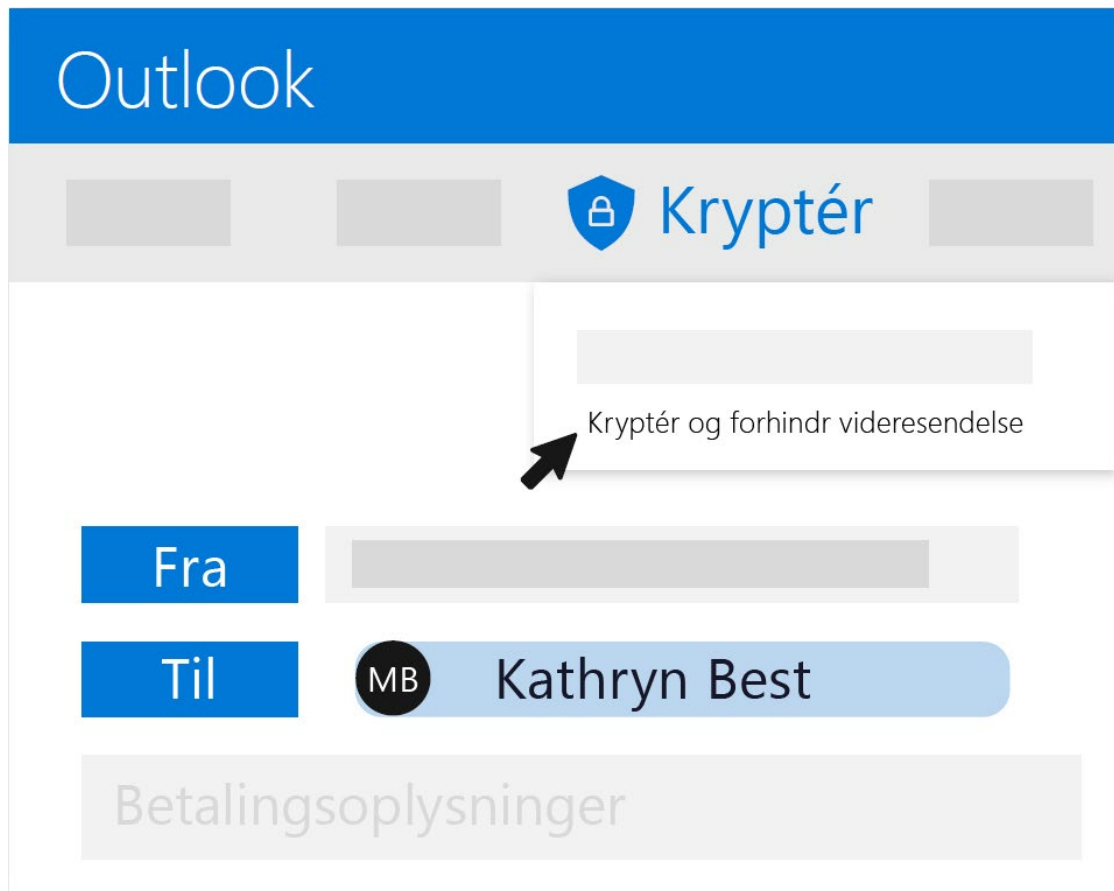 Outlook
Kryptér
Kryptér og forhindr videresendelse
Fra
Til
MB Kathryn Best
Betalingsoplysninger